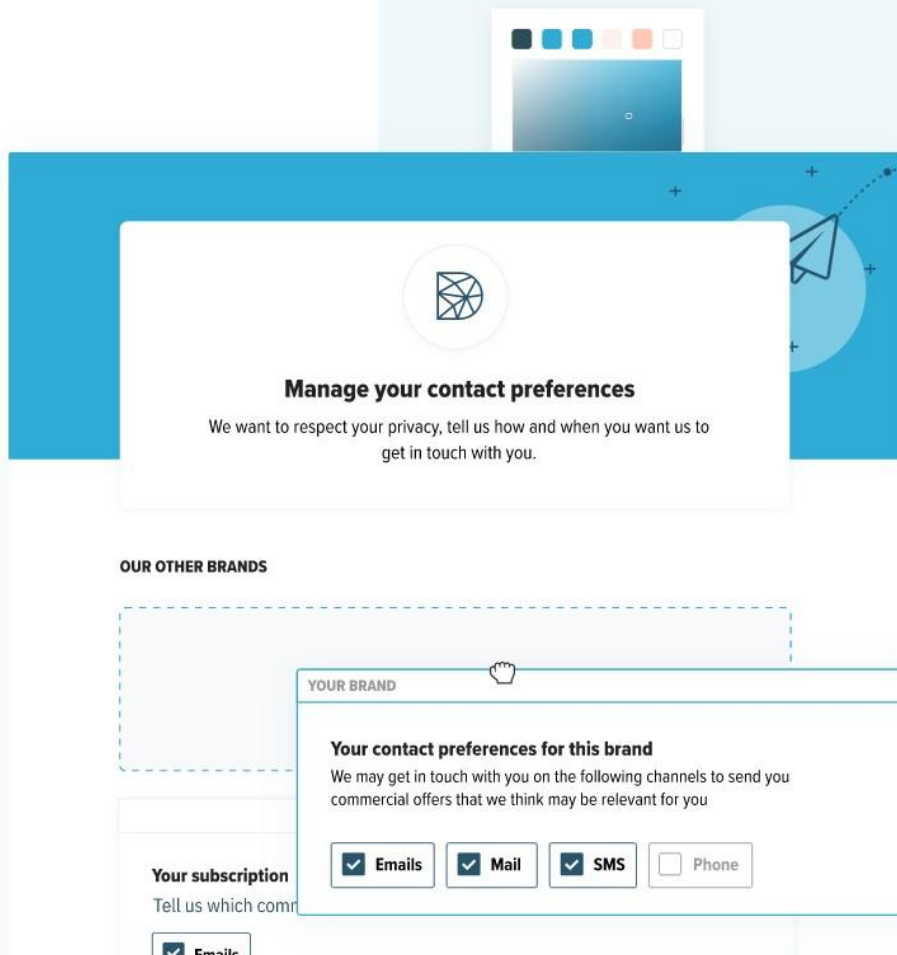 Manage your contact preferences
We want to respect your privacy, tell us how and when you want us to
get in touch with you.
OUR OTHER BRANDS
YOUR BRAND
Your contact preferences for this brand
We may get in touch with you on the following channels to send you
commercial offers that we think may be relevant for you
Emails
Mail
SMS
Phone
Your subscription
Tell us which
Emails